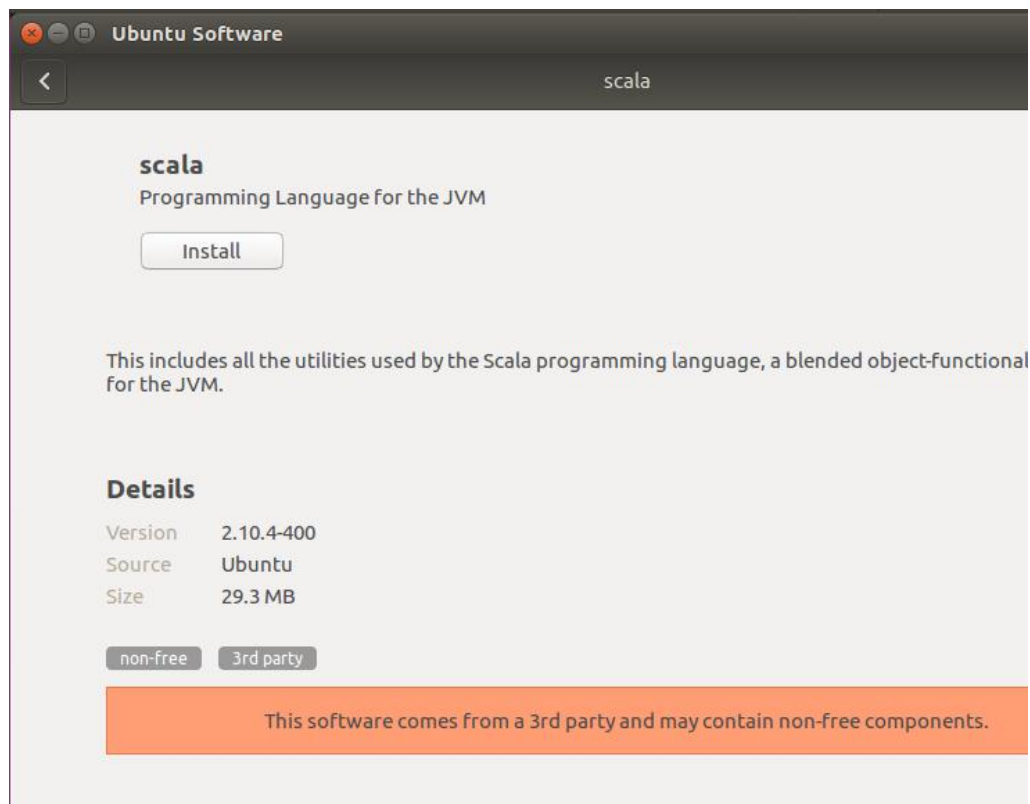 Ubuntu Software
scala
scala
Programming Language for the JVM
Install
This includes all the utilities used by the Scala programming language, a blended object-functional
for the JVM.
Details
Version 2.10.4-400
Source Ubuntu
Size 29.3 MB
non-free 3rd party
This software comes from a 3rd party and may contain non-free components.